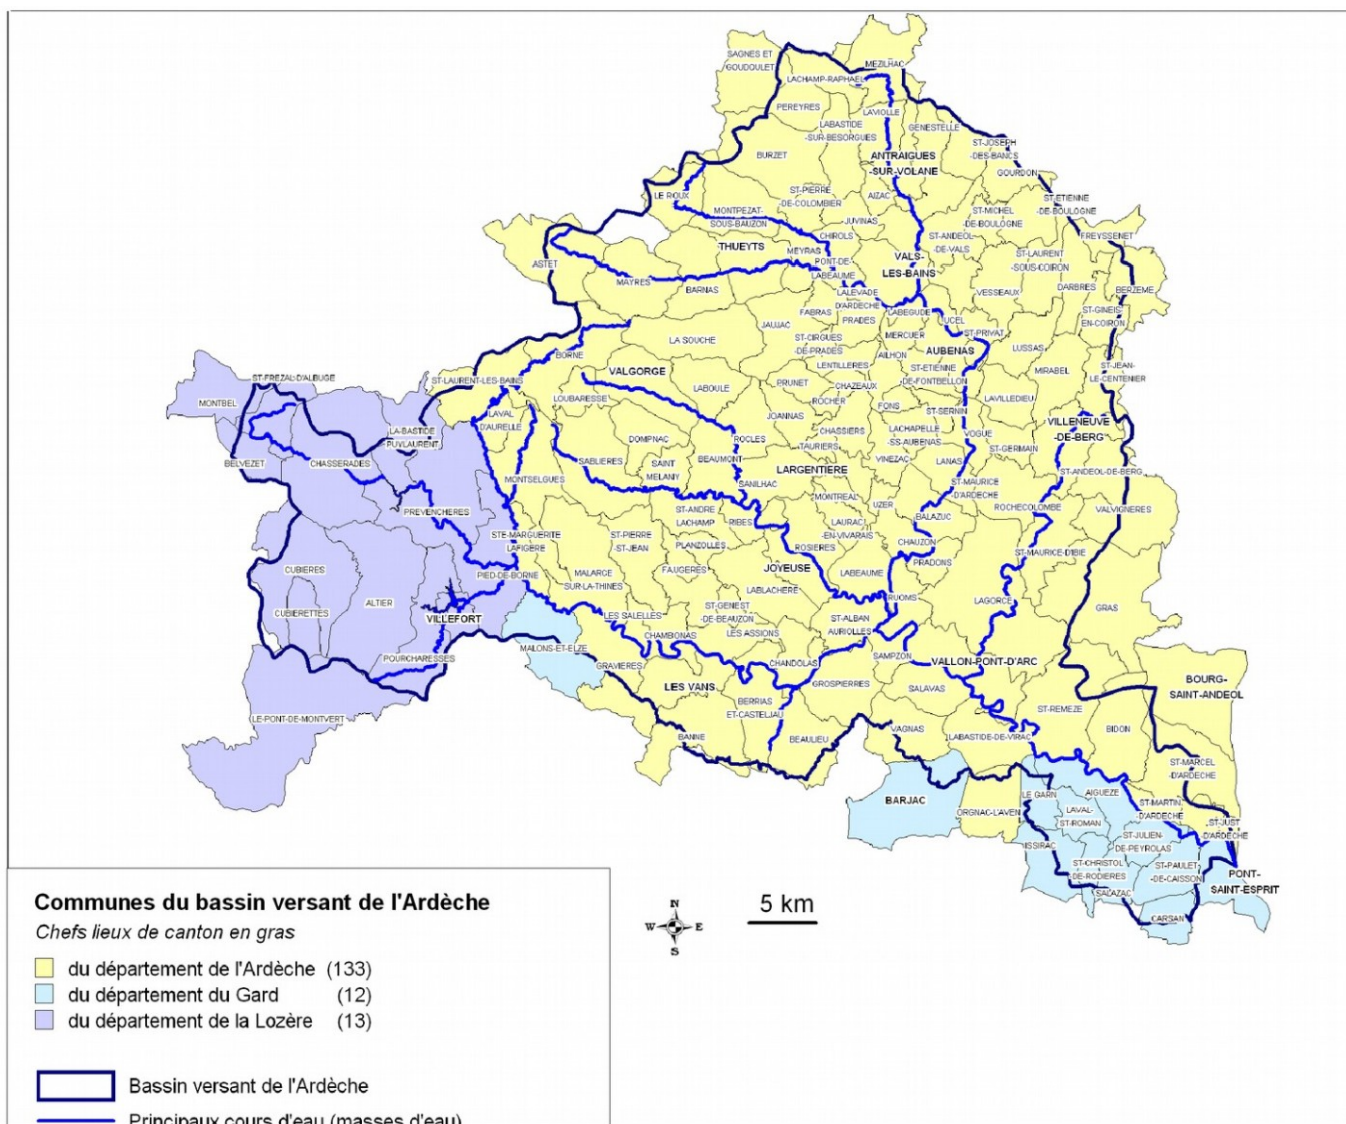 SAGNES ET
GOUDOULET
MEZILHAC
LACHAMP-RAPHAEL
PEREYRES
LAVIOLLE
LABASTIDE
-SUR-BESORGUES
GENESTELLE
ST-JOSEPH
-DES-BANCS
BURZET
ANTRAIGUES
-SUR-VOLANE
GOURDON
LE ROUX
ST-PIERRE
-DE-COLOMBIER
AIZAC
ST-ETIENNE
-DE-BOULOGNE
MONTPEZAT-
SOUS-BAUZON
JUVINAS
ST-MICHEL
-DE-BOULOGNE
CHIROLS
ST-ANDEOL
-DE-VALS
FREYSSENET
THUEYTS
MEYRAS
VALS-
LES-BAINS
ST-LAURENT
-SOUS-COIRON
ASTET
PONT-DE-
LABEAUME
MAYRES
BARNAS
LALEVADE
D'ARDECHE
VESSEAUX
DARBRES
BERZEME
FABRAS
PRADES
LABEGUDE
UCEL
ST-GINEIS-
EN-COIRON
JAUJAC
LA SOUCHE
ST-CIRGUES
-DE-PRADES
MERCUER
ST-PRIVAT
BORNE
AILHON
AUBENAS
LUSSAS
VALGORGE
LENTILLERES
ST-ETIENNE
-DE-FONTBELLON
MIRABEL
ST-JEAN-
LE-CENTENIER
ST-FREZAL-D'ALBUGE
ST-LAURENT-LES-BAINS
LABOULE
PRUNET
CHAZEAUX
MONTBEL
LOUBARESSE
ROCHER
FONS
LAVILLEDIEU
LAVAL
D'AURELLE
JOANNAS
ST-SERNIN
VILLENEUVE
-DE-BERG
LA-BASTIDE
PUYLAURENT
DOMPNAC
ROCLES
CHASSIERS
LACHAPELLE
-SS-AUBENAS
VOGUE
TAURIERS
ST-GERMAIN
BELVEZET
CHASSERADES
SABLIERES
SAINT
MELANIY
BEAUMONT
LARGENTIERE
VINEZAC
LANAS
ST-ANDEOL-DE-BERG
MONTSELGUES
SANILHAC
ST-MAURICE
-D'ARDECHE
MONTREAL
UZER
ROCHECOLOMBE
VALVIGNERES
PREVENCHERES
ST-ANDRE
LACHAMP
RIBES
LAURAC
-EN-VIVARAIS
BALAZUC
STE-MARGUERITE
LAFIGERE
ST-PIERRE
-ST-JEAN
PLANZOLLES
ROSIERES
CHAUZON
ST-MAURICE-D'IBIE
CUBIERES
PIED-DE-BORNE
MALARCE
SUR-LA-THINES
FAUGERES
JOYEUSE
LABEAUME
PRADONS
ALTIER
LABLACHERE
RUOMS
LAGORCE
GRAS
CUBIERETTES
VILLEFORT
LES SALELLES
ST-GENEST
-DE-BEAUZON
ST-ALBAN
AURIOLLES
CHAMBONAS
LES ASSIONS
MALONS-ET-ELZE
POURCHARESSES
GRAVIERES
CHANDOLAS
SAMPZON
VALLON-PONT-D'ARC
BOURG-
SAINT-ANDEOL
LES VANS
GROSPIERRES
SALAVAS
BERRIAS
ET-CASTELJAU
ST-REMEZE
LE-PONT-DE-MONTVERT
BANNE
BEAULIEU
VAGNAS
LABASTIDE-DE-VIRAC
BIDON
ST-MARCEL
-D'ARDECHE
BARJAC
ORGNAC-L'AVEN
LE GARN
AIGUEZE
ST-MARTIN
-D'ARDECHE
LAVAL-
ST-ROMAN
ST-JUST
D'ARDECHE
ISSIRAC
ST-JULIEN-
DE-PEYROLAS
ST-CHRISTOL
-DE-RODIERES
ST-PAULET
-DE-CAISSON
PONT-
SAINT-ESPRIT
SALAZAC
CARSAN
Communes du bassin versant de l'Ardèche
Chefs lieux de canton en gras
du département de l'Ardèche (133)
du département du Gard (12)
du département de la Lozère (13)
Bassin versant de l'Ardèche
Principaux cours d'eau (masses d'eau)
N
W
E
S
5 km